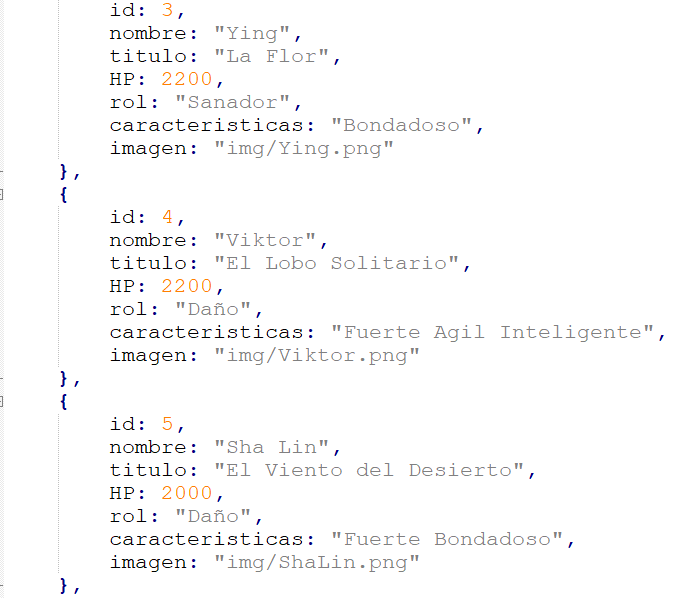 id: 3,
nombre: "Ying",
titulo: "La Flor",
HP: 2200,
rol: "Sanador",
caracteristicas: "Bondadoso",
imagen: "img/Ying.png"
},
{
id: 4,
nombre: "Viktor",
titulo: "El Lobo Solitario",
HP: 2200,
rol: "Daño",
caracteristicas: "Fuerte Agil Inteligente",
imagen: "img/Viktor.png"
},
{
id: 5,
nombre: "Sha Lin",
titulo: "El Viento del Desierto",
HP: 2000,
rol: "Daño",
caracteristicas: "Fuerte Bondadoso",
imagen: "img/ShaLin.png"
},